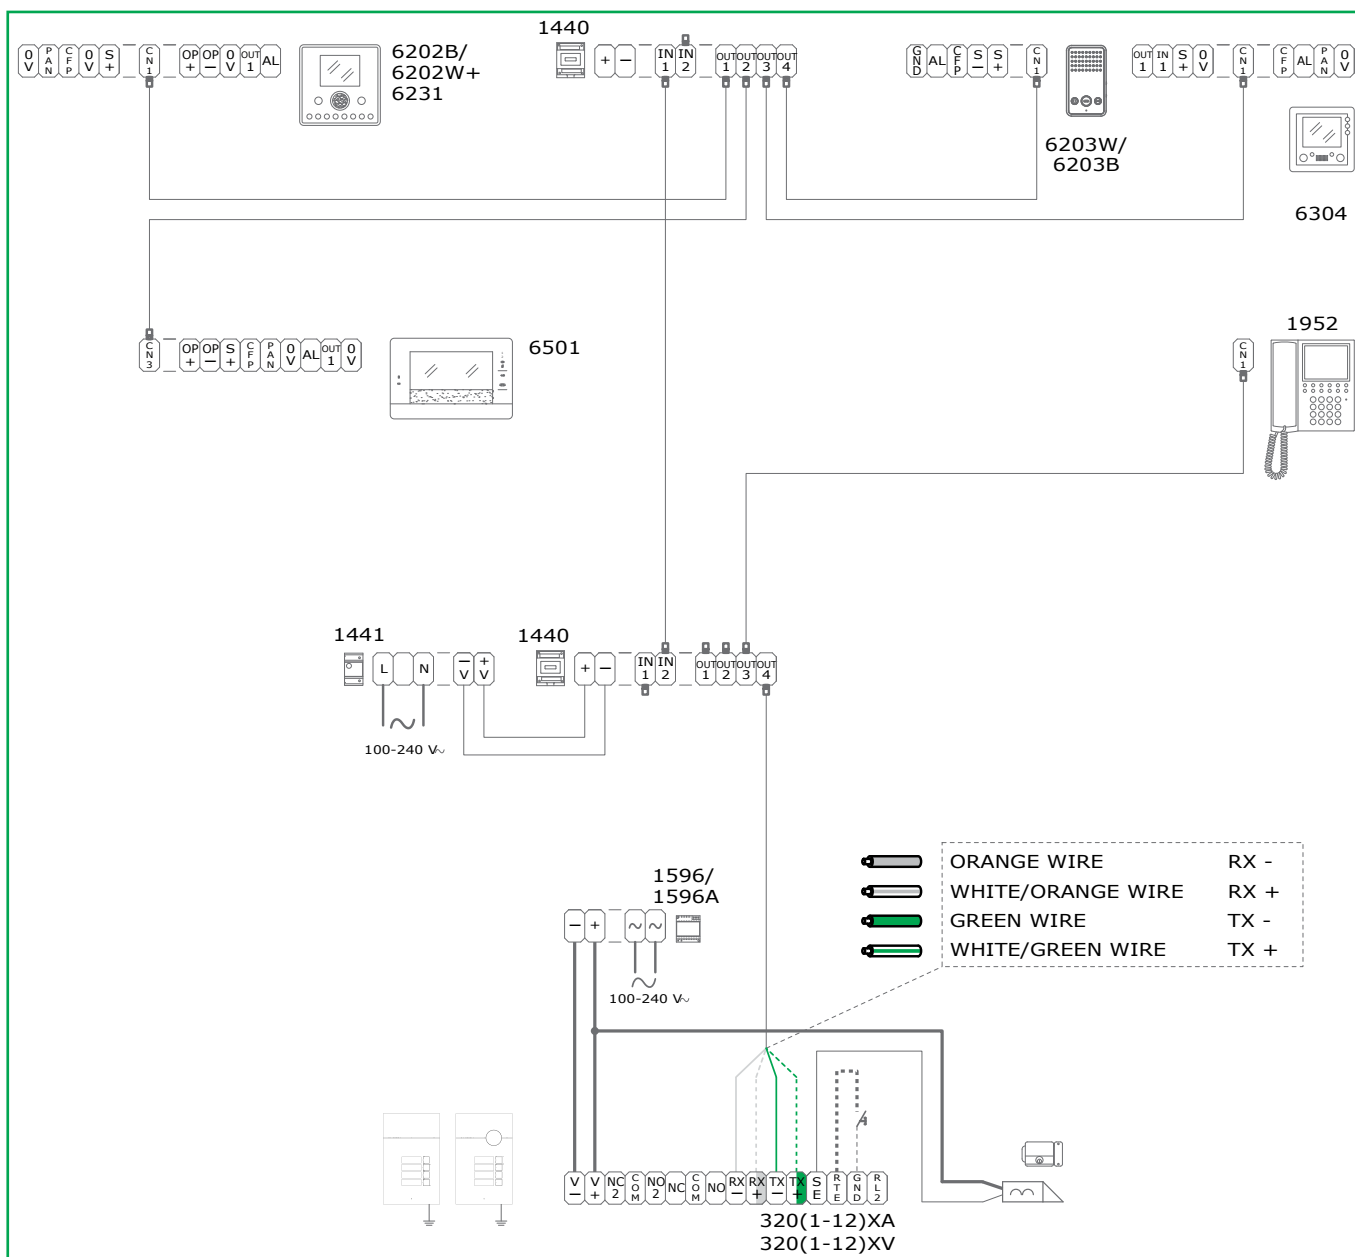 0V PAN CFP 0V S+ CN1 OP+ OP− 0V OUT1 AL
6202B/
6202W+
6231
1440
+ − IN1 IN2 OUT1 OUT2 OUT3 OUT4
GND AL CFP S− S+ CN1
6203W/
6203B
OUT1 IN1 S+ 0V CN1 CFP AL PAN 0V
6304
CN3 OP+ OP− S+ CFP PAN 0V AL OUT1 0V
6501
1952
CN1
1441
L N −V +V
100-240 V~
1440
+ − IN1 IN2 OUT1 OUT2 OUT3 OUT4
ORANGE WIRE RX -
WHITE/ORANGE WIRE RX +
GREEN WIRE TX -
WHITE/GREEN WIRE TX +
1596/
1596A
− + ~ ~
100-240 V~
V− V+ NC2 COM NO2 NC COM NO RX− RX+ TX− TX+ SE RTE GND RL2
320(1-12)XA
320(1-12)XV